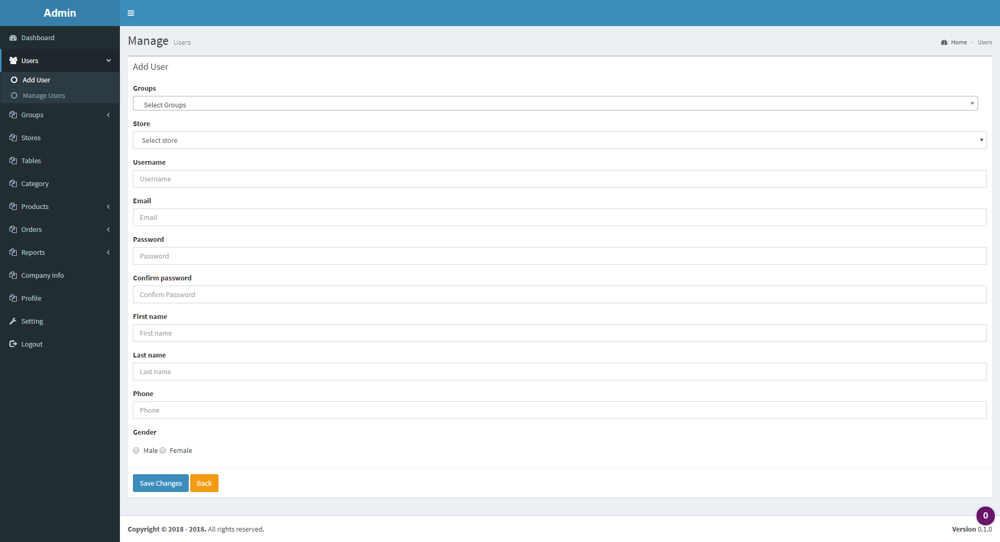 Admin
Dashboard
Users
Add User
Manage Users
Groups
Stores
Tables
Category
Products
Orders
Reports
Company Info
Profile
Setting
Logout
Manage Users
Home > Users
Add User
Groups
Select Groups
Store
Select store
Username
Username
Email
Email
Password
Password
Confirm password
Confirm Password
First name
First name
Last name
Last name
Phone
Phone
Gender
Male Female
Save Changes Back
0
Copyright © 2018 - 2018. All rights reserved.
Version 0.1.0